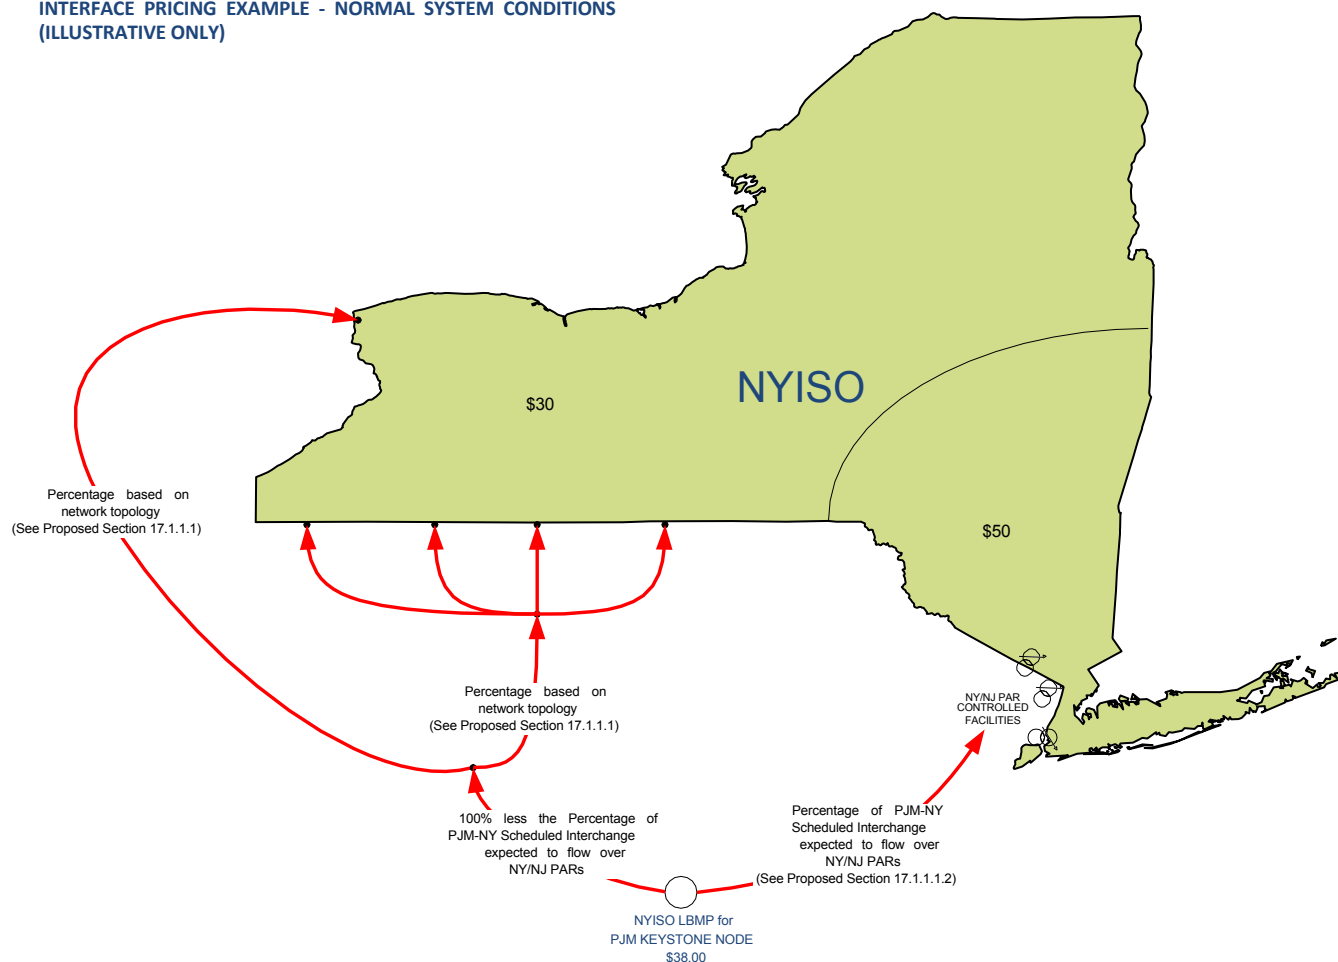 INTERFACE PRICING EXAMPLE - NORMAL SYSTEM CONDITIONS
(ILLUSTRATIVE ONLY)
NYISO
$30
$50
Percentage based on
network topology
(See Proposed Section 17.1.1.1)
Percentage based on
network topology
(See Proposed Section 17.1.1.1)
NY/NJ PAR
CONTROLLED
FACILITIES
100% less the Percentage of
PJM-NY Scheduled Interchange
expected to flow over
NY/NJ PARs
Percentage of PJM-NY
Scheduled Interchange
expected to flow over
NY/NJ PARs
(See Proposed Section 17.1.1.1.2)
NYISO LBMP for
PJM KEYSTONE NODE
$38.00